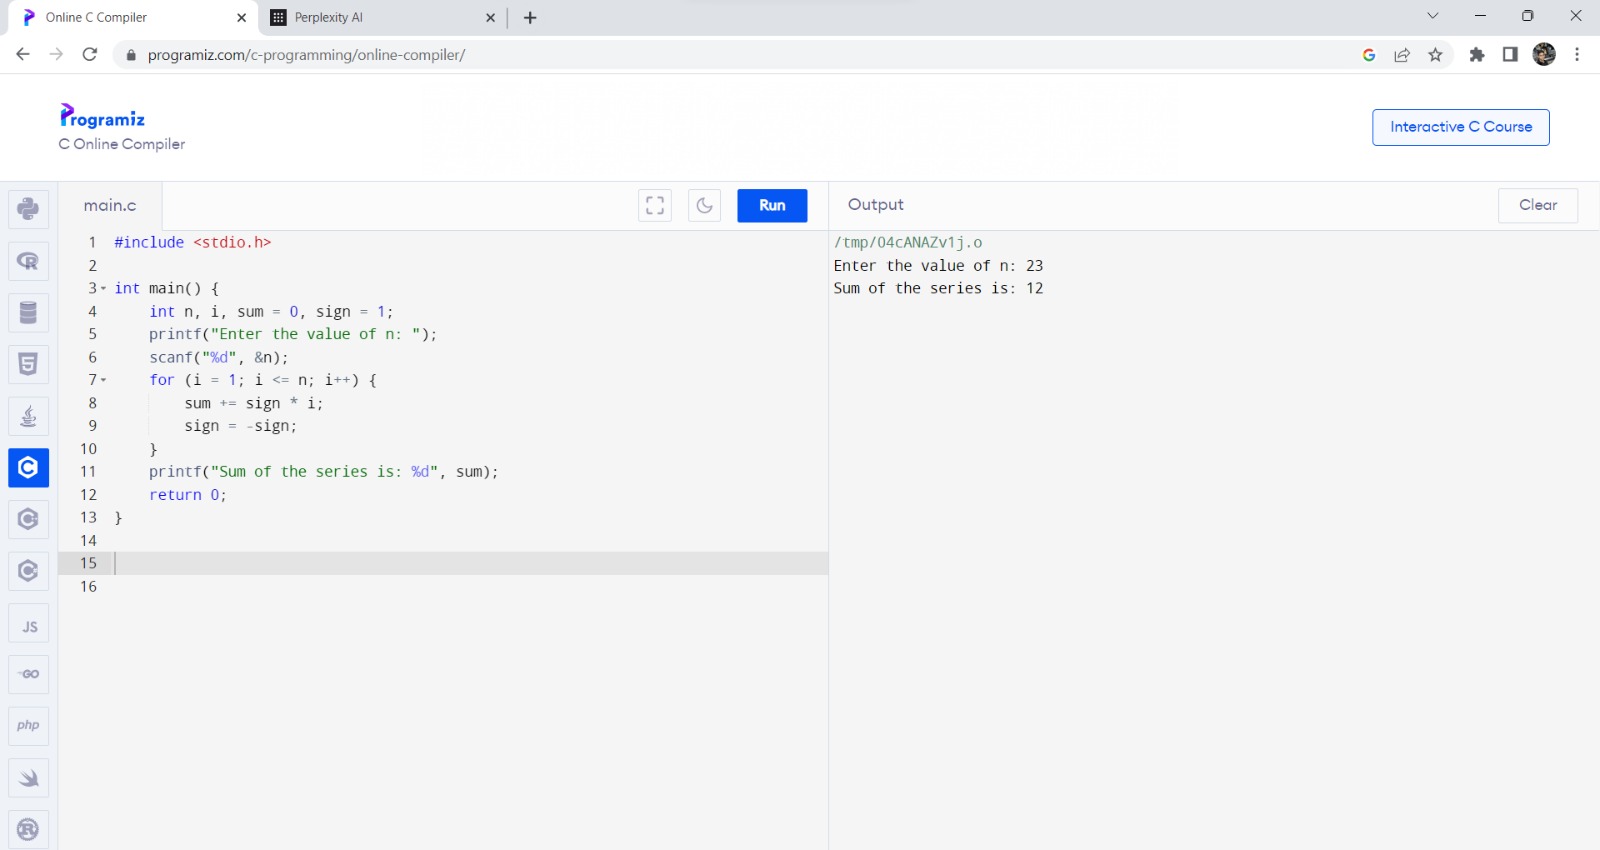 Online C Compiler
Perplexity AI
programiz.com/c-programming/online-compiler/
Programiz
C Online Compiler
Interactive C Course
main.c
Run
Output
Clear
1 #include <stdio.h>
2
3 int main() {
4 int n, i, sum = 0, sign = 1;
5 printf("Enter the value of n: ");
6 scanf("%d", &n);
7 for (i = 1; i <= n; i++) {
8 sum += sign * i;
9 sign = -sign;
10 }
11 printf("Sum of the series is: %d", sum);
12 return 0;
13 }
14
15
16
/tmp/O4cANAZv1j.o
Enter the value of n: 23
Sum of the series is: 12
R
5
C
C
C
JS
GO
php
R